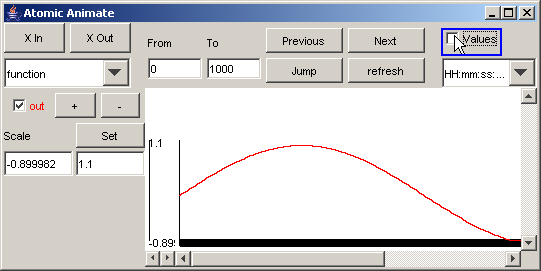 Atomic Animate
X In
X Out
From
To
Previous
Next
Values
function
0
1000
Jump
refresh
HH:mm:ss:...
out
+
-
Scale
Set
-0.899982
1.1
1.1
-0.899